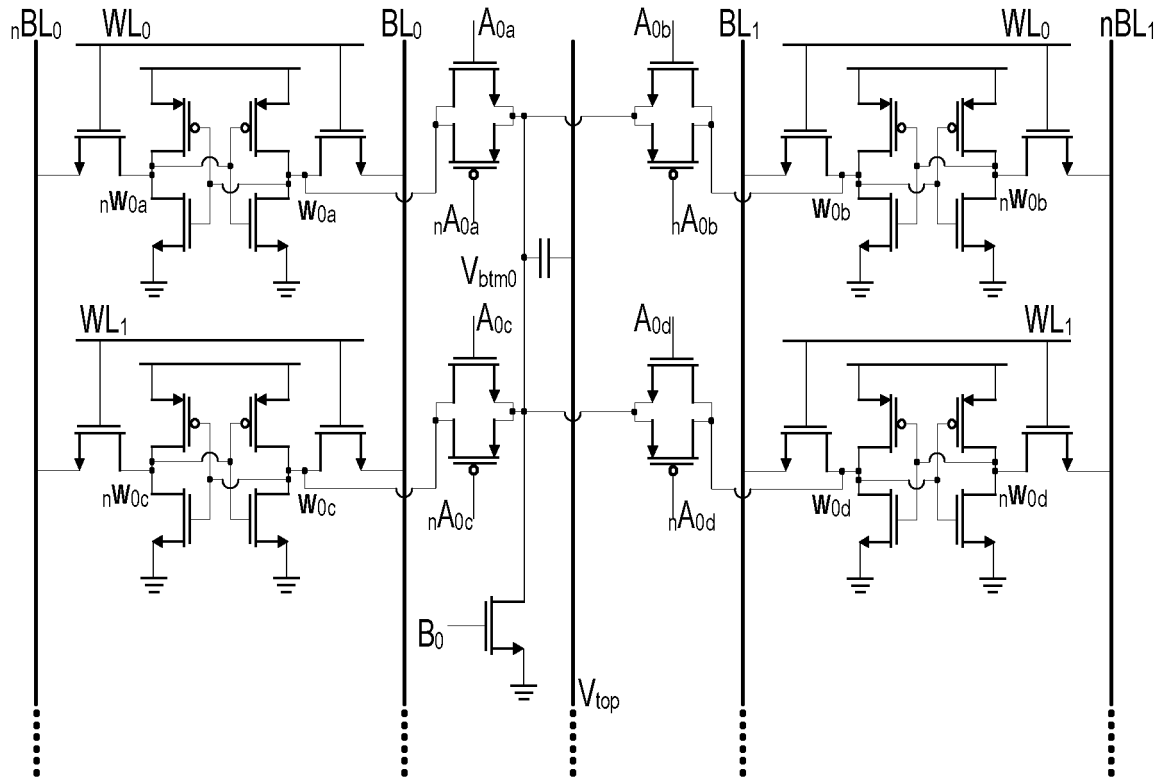 nBL0 WL0 BL0 A0a A0b BL1 WL0 nBL1
nW0a W0a W0b nW0b
nA0a nA0b
Vbtm0
WL1 A0c A0d WL1
nW0c W0c W0d nW0d
nA0c nA0d
B0
Vtop